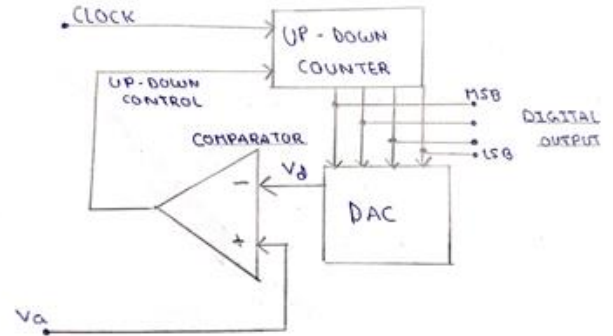 CLOCK
UP-DOWN
COUNTER
UP-DOWN
CONTROL
MSB
DIGITAL
OUTPUT
LSB
COMPARATOR
Vd
-
+
DAC
Va